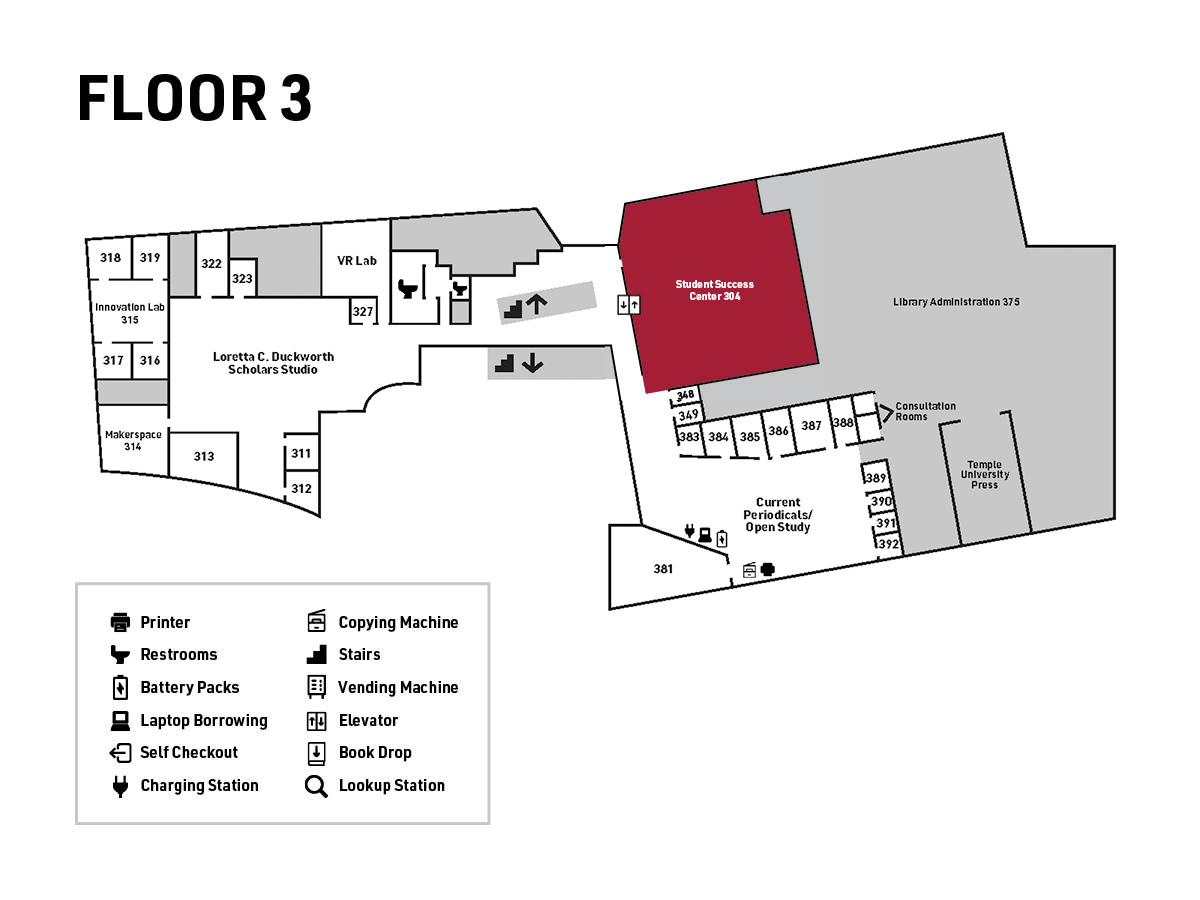 FLOOR 3
318
319
322
323
VR Lab
327
Innovation Lab
315
317
316
Loretta C. Duckworth
Scholars Studio
Makerspace
314
313
311
312
Student Success
Center 304
Library Administration 375
348
349
383
384
385
386
387
388
Consultation
Rooms
389
390
391
392
Temple
University
Press
Current
Periodicals/
Open Study
381
Printer
Restrooms
Battery Packs
Laptop Borrowing
Self Checkout
Charging Station
Copying Machine
Stairs
Vending Machine
Elevator
Book Drop
Lookup Station